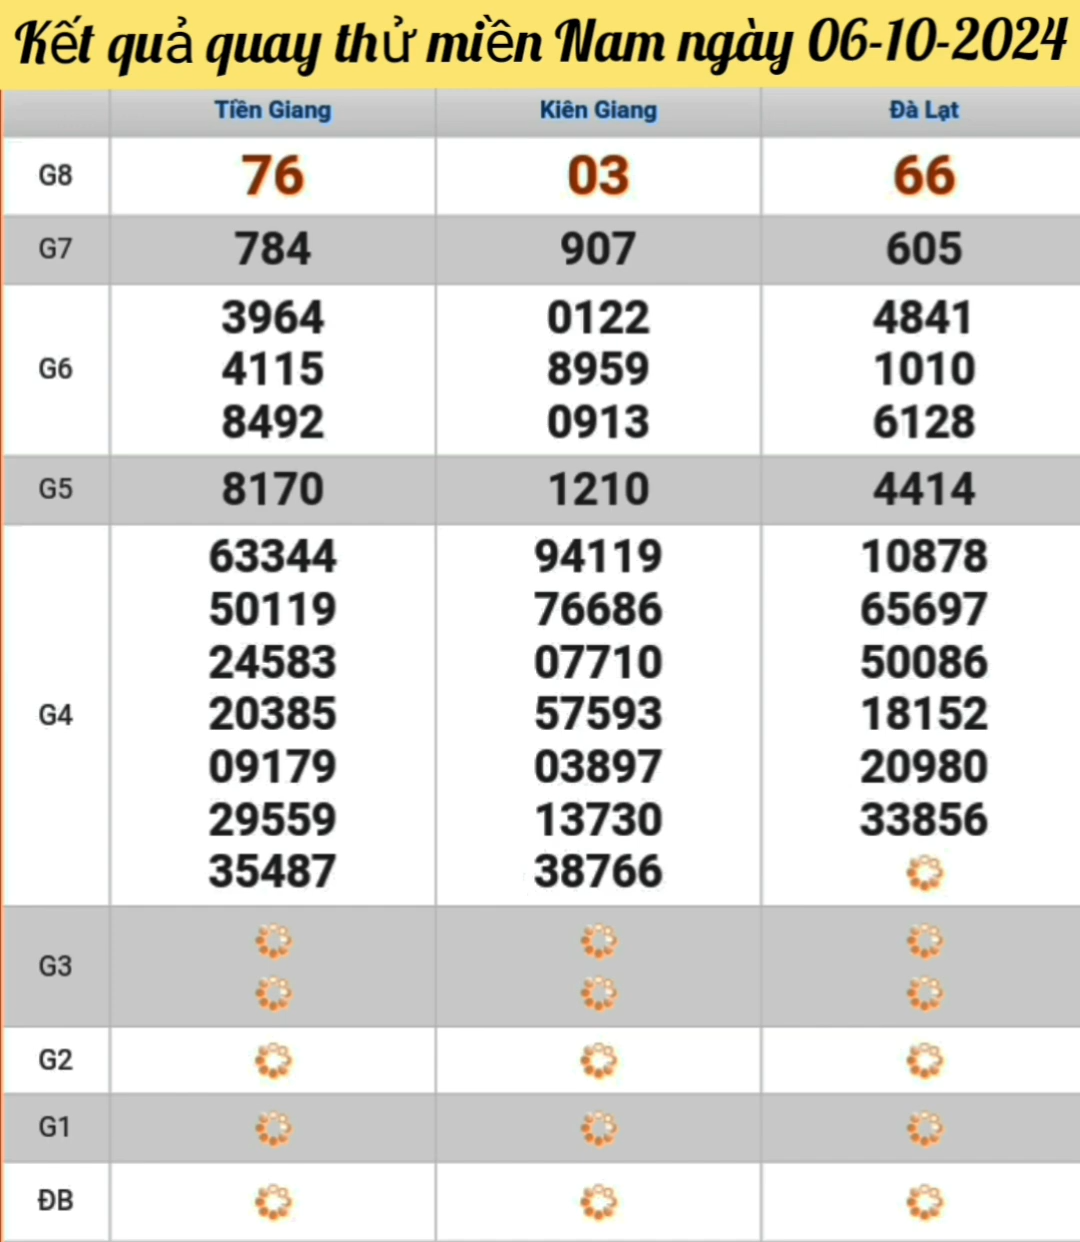 Kết quả quay thử miền Nam ngày 06-10-2024
Tiền Giang Kiên Giang Đà Lạt
G8 76 03 66
G7 784 907 605
3964 0122 4841
G6 4115 8959 1010
8492 0913 6128
G5 8170 1210 4414
63344 94119 10878
50119 76686 65697
24583 07710 50086
G4 20385 57593 18152
09179 03897 20980
29559 13730 33856
35487 38766
G3
G2
G1
ĐB